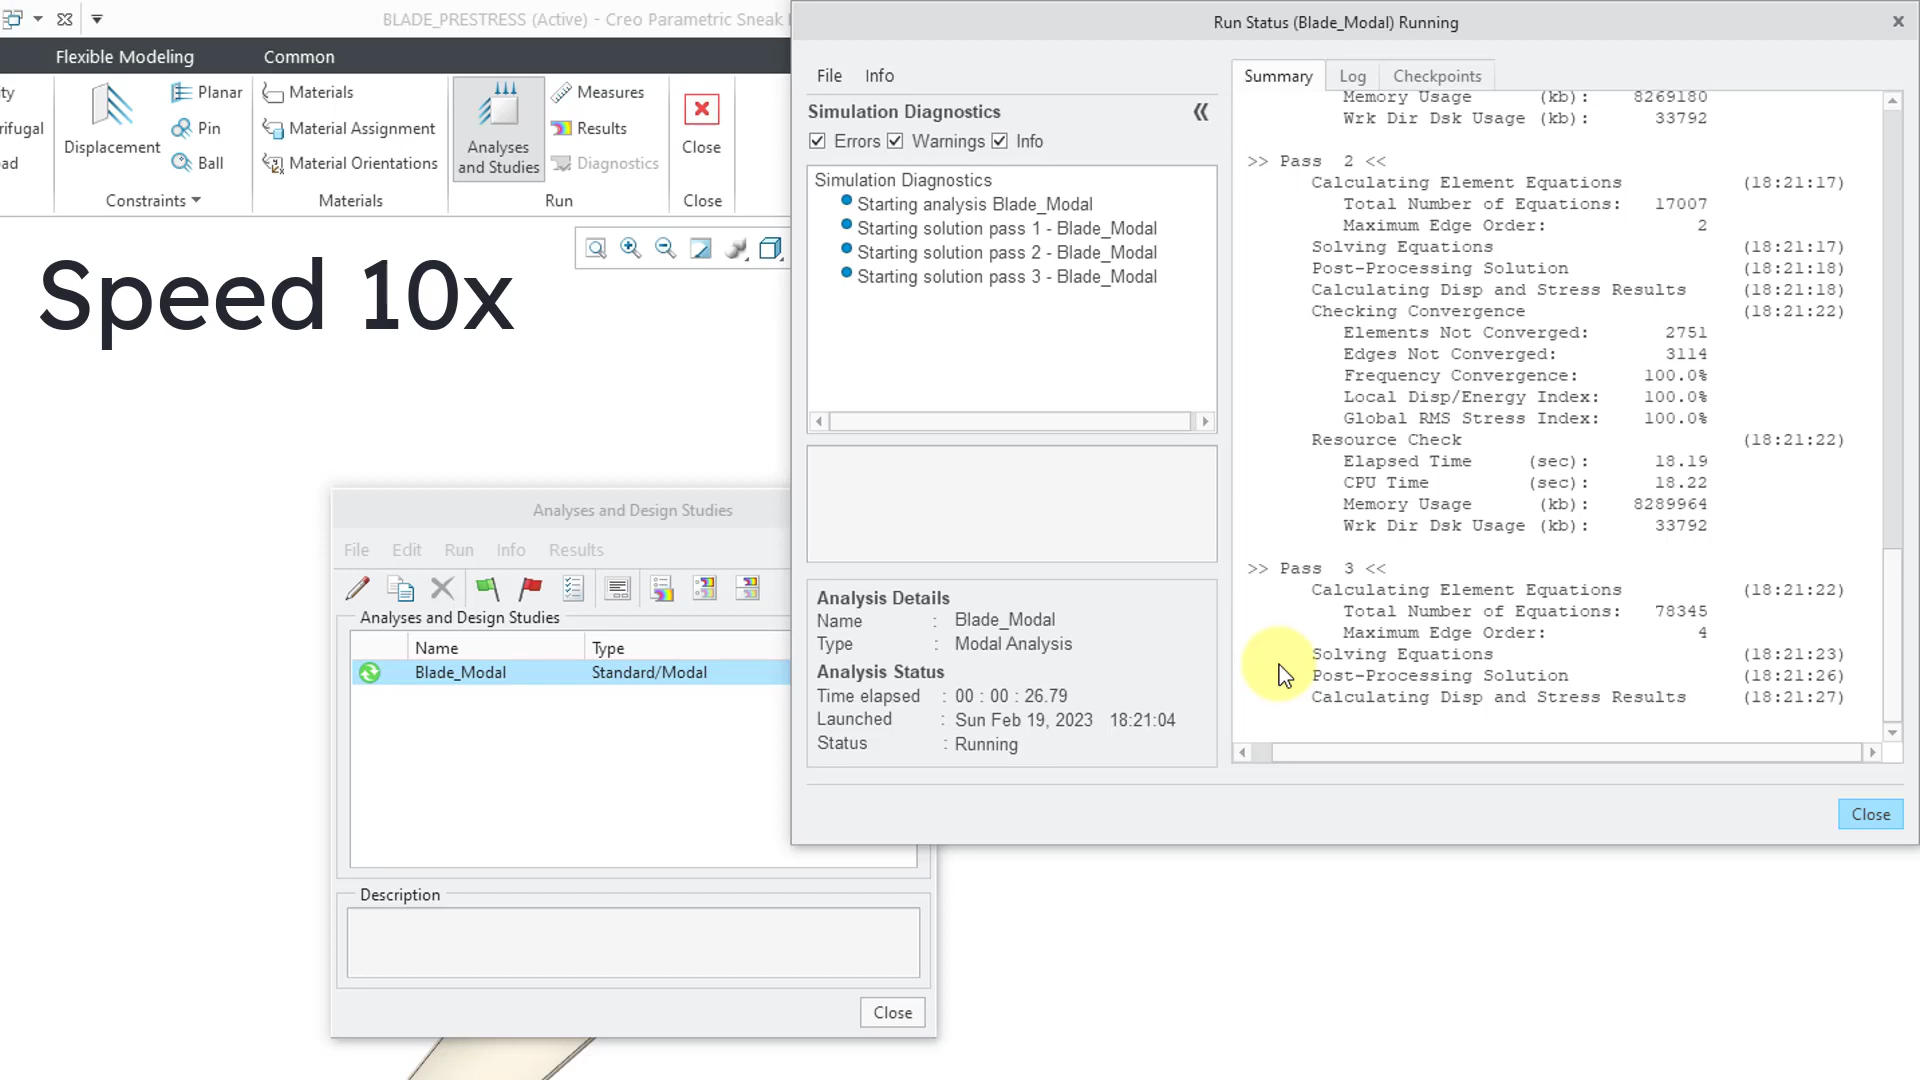 BLADE_PRESTRESS (Active) - Creo Parametric Sneak
Flexible Modeling
Common
ty
rifugal
ad
Displacement
Planar
Pin
Ball
Constraints
Materials
Material Assignment
Material Orientations
Materials
Analyses
and Studies
Measures
Results
Diagnostics
Run
Close
Close
Speed 10x
Analyses and Design Studies
File Edit Run Info Results
Analyses and Design Studies
Name Type
Blade_Modal Standard/Modal
Description
Close
Run Status (Blade_Modal) Running
File Info
Simulation Diagnostics
Errors Warnings Info
Simulation Diagnostics
Starting analysis Blade_Modal
Starting solution pass 1 - Blade_Modal
Starting solution pass 2 - Blade_Modal
Starting solution pass 3 - Blade_Modal
Analysis Details
Name : Blade_Modal
Type : Modal Analysis
Analysis Status
Time elapsed : 00 : 00 : 26.79
Launched : Sun Feb 19, 2023 18:21:04
Status : Running
Summary Log Checkpoints
Memory Usage (kb): 8269180
Wrk Dir Dsk Usage (kb): 33792
>> Pass 2 <<
Calculating Element Equations (18:21:17)
Total Number of Equations: 17007
Maximum Edge Order: 2
Solving Equations (18:21:17)
Post-Processing Solution (18:21:18)
Calculating Disp and Stress Results (18:21:18)
Checking Convergence (18:21:22)
Elements Not Converged: 2751
Edges Not Converged: 3114
Frequency Convergence: 100.0%
Local Disp/Energy Index: 100.0%
Global RMS Stress Index: 100.0%
Resource Check (18:21:22)
Elapsed Time (sec): 18.19
CPU Time (sec): 18.22
Memory Usage (kb): 8289964
Wrk Dir Dsk Usage (kb): 33792
>> Pass 3 <<
Calculating Element Equations (18:21:22)
Total Number of Equations: 78345
Maximum Edge Order: 4
Solving Equations (18:21:23)
Post-Processing Solution (18:21:26)
Calculating Disp and Stress Results (18:21:27)
Close